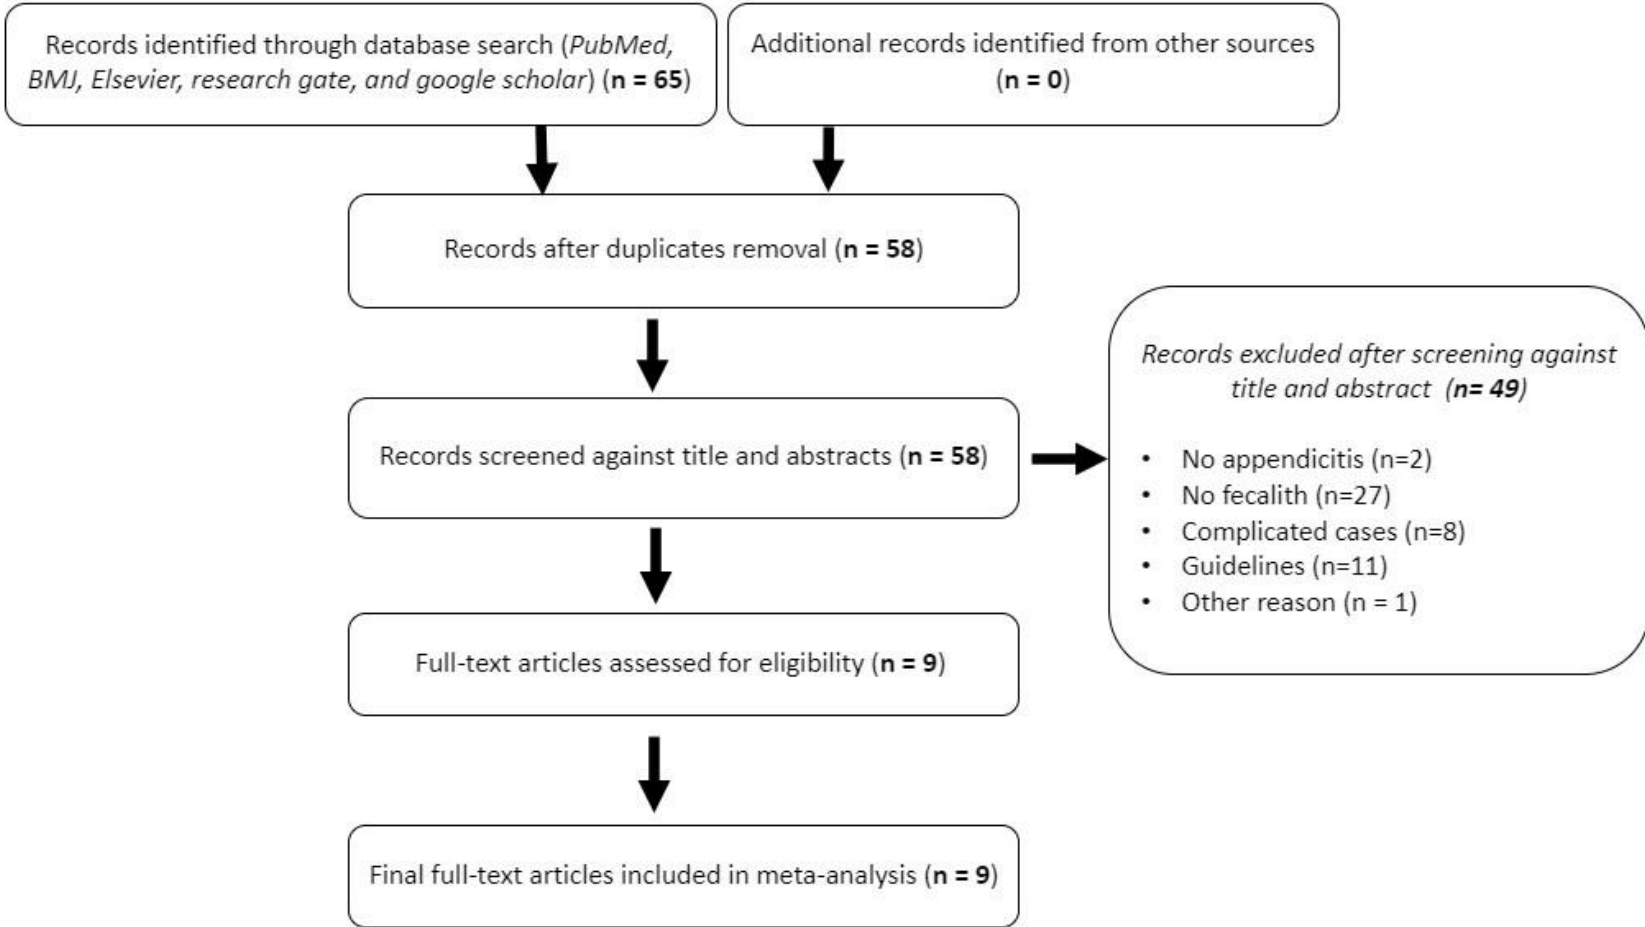 Records identified through database search (PubMed,
BMJ, Elsevier, research gate, and google scholar) (n = 65)
Additional records identified from other sources
(n = 0)
Records after duplicates removal (n = 58)
Records screened against title and abstracts (n = 58)
Records excluded after screening against
title and abstract (n= 49)
• No appendicitis (n=2)
• No fecalith (n=27)
• Complicated cases (n=8)
• Guidelines (n=11)
• Other reason (n = 1)
Full-text articles assessed for eligibility (n = 9)
Final full-text articles included in meta-analysis (n = 9)